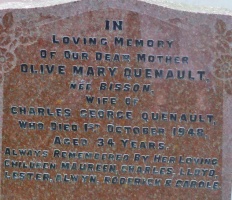 IN
LOVING MEMORY
OF OUR DEAR MOTHER
OLIVE MARY QUENAULT,
NÉE BISSON,
WIFE OF
CHARLES GEORGE QUENAULT,
WHO DIED 1ST OCTOBER 1948,
AGED 34 YEARS.
ALWAYS REMEMBERED BY HER LOVING
CHILDREN MAUREEN, CHARLES, LLOYD,
LESTER, ALWYN, RODERICK & CAROLE.